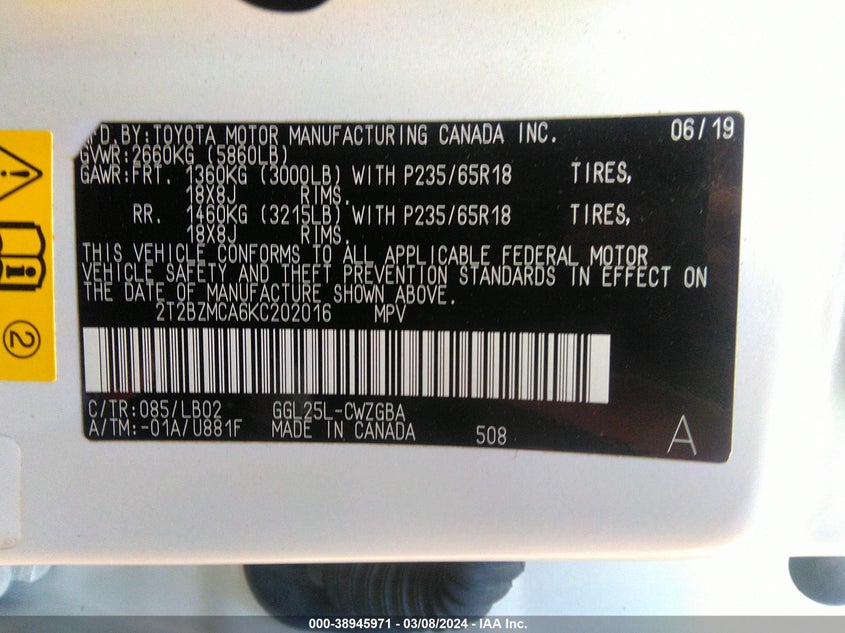 MFD.BY:TOYOTA MOTOR MANUFACTURING CANADA INC. 06/19
GVWR:2660KG (5860LB)
GAWR:FRT. 1360KG (3000LB) WITH P235/65R18 TIRES,
18X8J RIMS.
RR. 1460KG (3215LB) WITH P235/65R18 TIRES,
18X8J RIMS.
THIS VEHICLE CONFORMS TO ALL APPLICABLE FEDERAL MOTOR
VEHICLE SAFETY AND THEFT PREVENTION STANDARDS IN EFFECT ON
THE DATE OF MANUFACTURE SHOWN ABOVE.
2T2BZMCA6KC202016 MPV
C/TR:085/LB02 GGL25L-CWZGBA
A/TM:-01A/U881F MADE IN CANADA 508
A
2
000-38945971 - 03/08/2024 - IAA Inc.